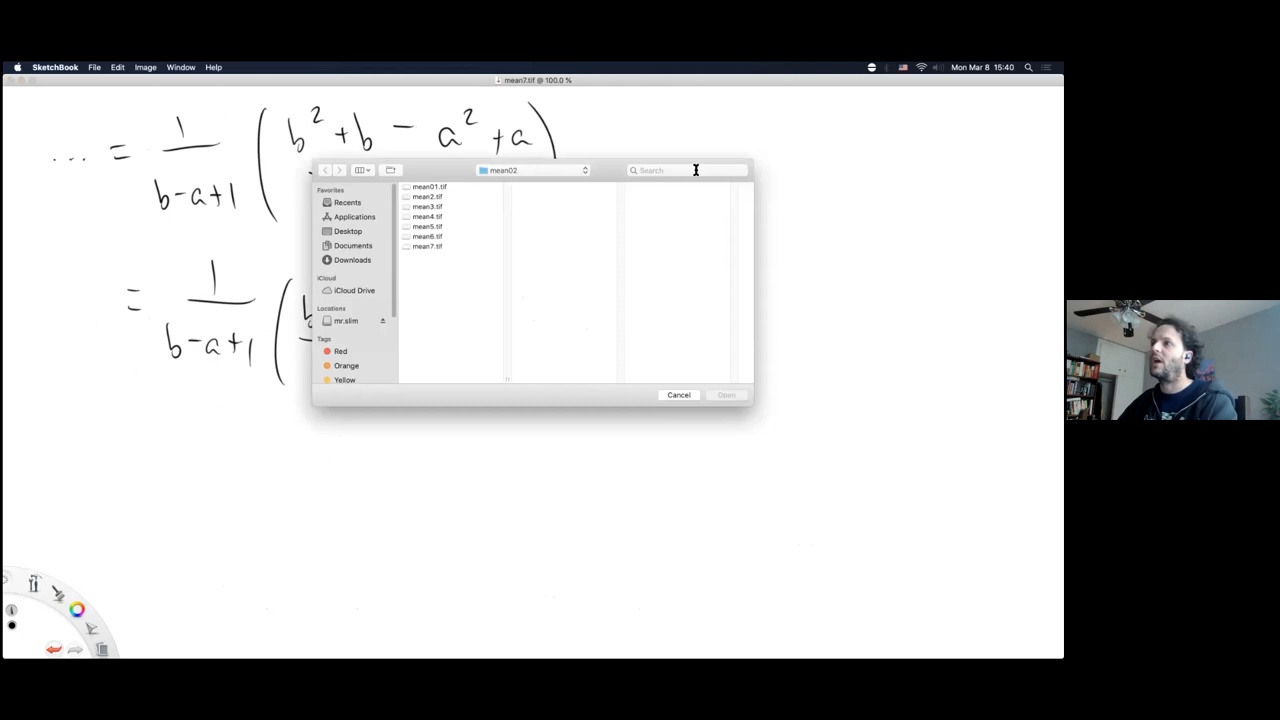 SketchBook File Edit Image Window Help Mon Mar 8 15:40
mean7.tif @ 100.0 %
... = 1 / b-a+1 ( b² + b - a² + a )
mean02
Search
Favorites
Recents
Applications
Desktop
Documents
Downloads
iCloud
iCloud Drive
Locations
mr.slim
Tags
Red
Orange
Yellow
mean01.tif
mean2.tif
mean3.tif
mean4.tif
mean5.tif
mean6.tif
mean7.tif
Cancel Open
= 1 / b-a+1 (